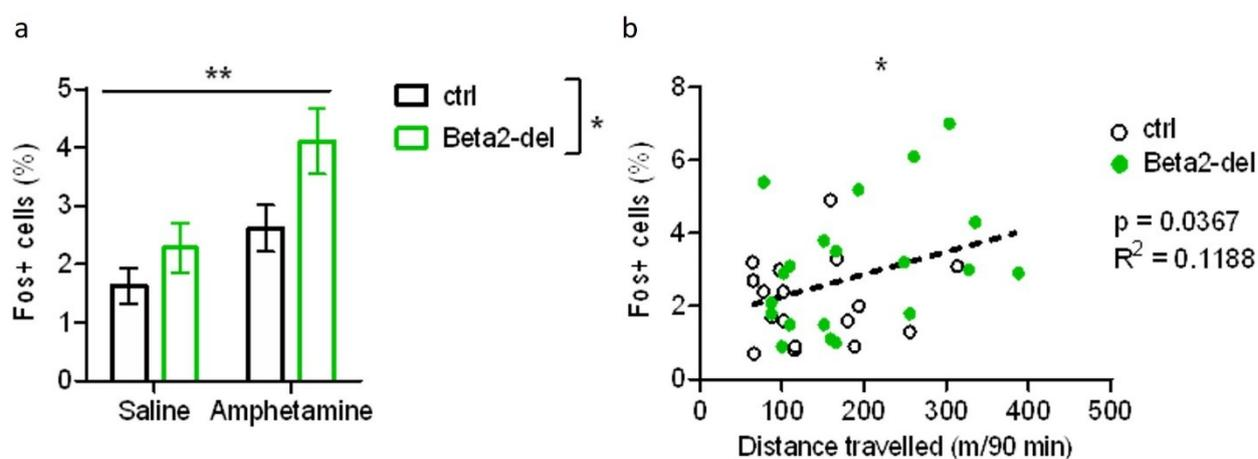 a
**
5
4
3
2
1
0
Fos+ cells (%)
Saline Amphetamine
ctrl
Beta2-del
*
b
*
8
6
4
2
0
Fos+ cells (%)
0 100 200 300 400 500
Distance travelled (m/90 min)
ctrl
Beta2-del
p = 0.0367
R² = 0.1188